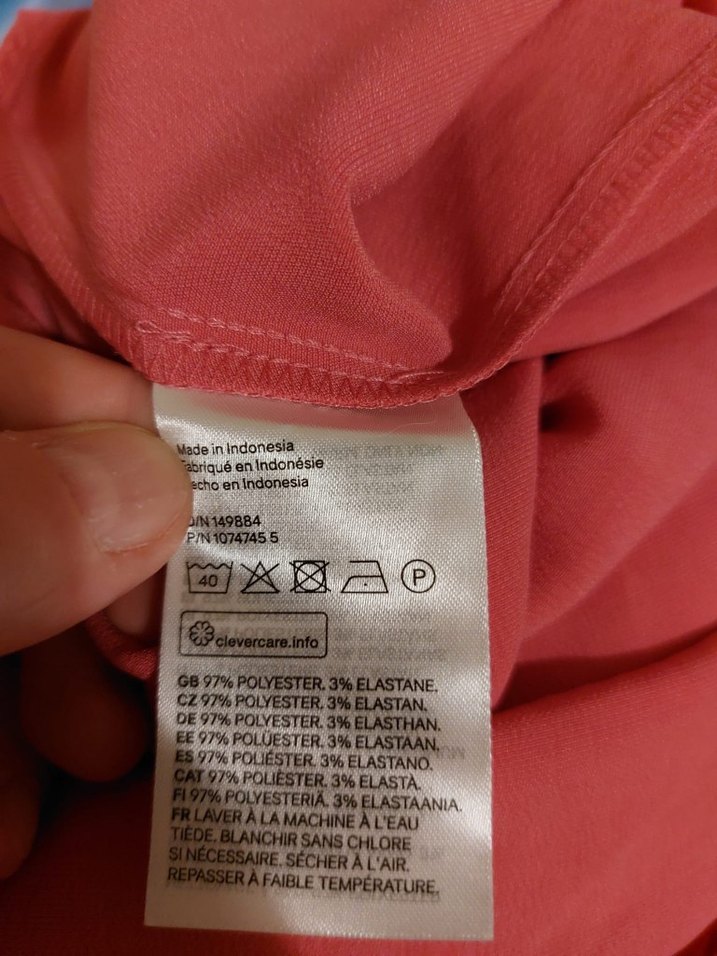 Made in Indonesia
Fabriqué en Indonésie
echo en Indonesia
O/N 149884
P/N 1074745 5
40
P
clevercare.info
GB 97% POLYESTER. 3% ELASTANE.
CZ 97% POLYESTER. 3% ELASTAN.
DE 97% POLYESTER. 3% ELASTHAN.
EE 97% POLÜESTER. 3% ELASTAAN.
ES 97% POLIÉSTER. 3% ELASTANO.
CAT 97% POLIÈSTER. 3% ELASTÀ.
FI 97% POLYESTERIÄ. 3% ELASTAANIA.
FR LAVER À LA MACHINE À L'EAU
TIÈDE. BLANCHIR SANS CHLORE
SI NÉCESSAIRE. SÉCHER À L'AIR.
REPASSER À FAIBLE TEMPÉRATURE.